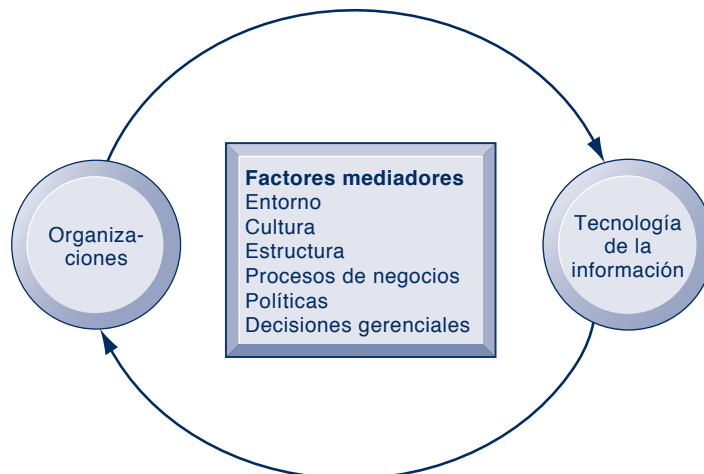 Organiza-
ciones
Factores mediadores
Entorno
Cultura
Estructura
Procesos de negocios
Políticas
Decisiones gerenciales
Tecnología
de la
información